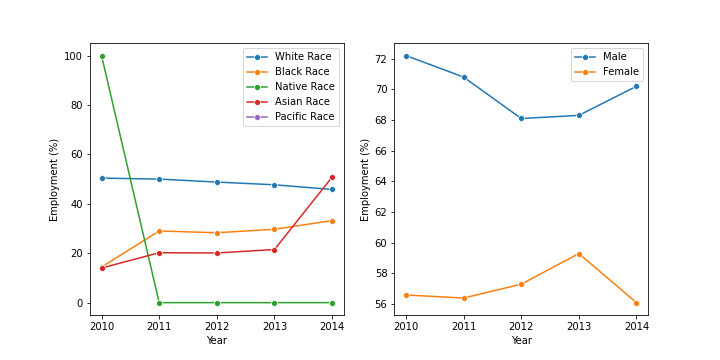 100
80
60
40
20
0
Employment (%)
2010 2011 2012 2013 2014
Year
White Race
Black Race
Native Race
Asian Race
Pacific Race
72
70
68
66
64
62
60
58
56
Employment (%)
2010 2011 2012 2013 2014
Year
Male
Female